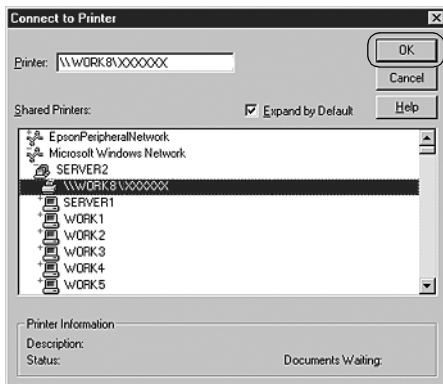 Connect to Printer
Printer: \\WORK8\XXXXXX
OK
Cancel
Help
Shared Printers:
Expand by Default
EpsonPeripheralNetwork
Microsoft Windows Network
SERVER2
\\WORK8\XXXXXX
SERVER1
WORK1
WORK2
WORK3
WORK4
WORK5
Printer Information
Description:
Status:
Documents Waiting: